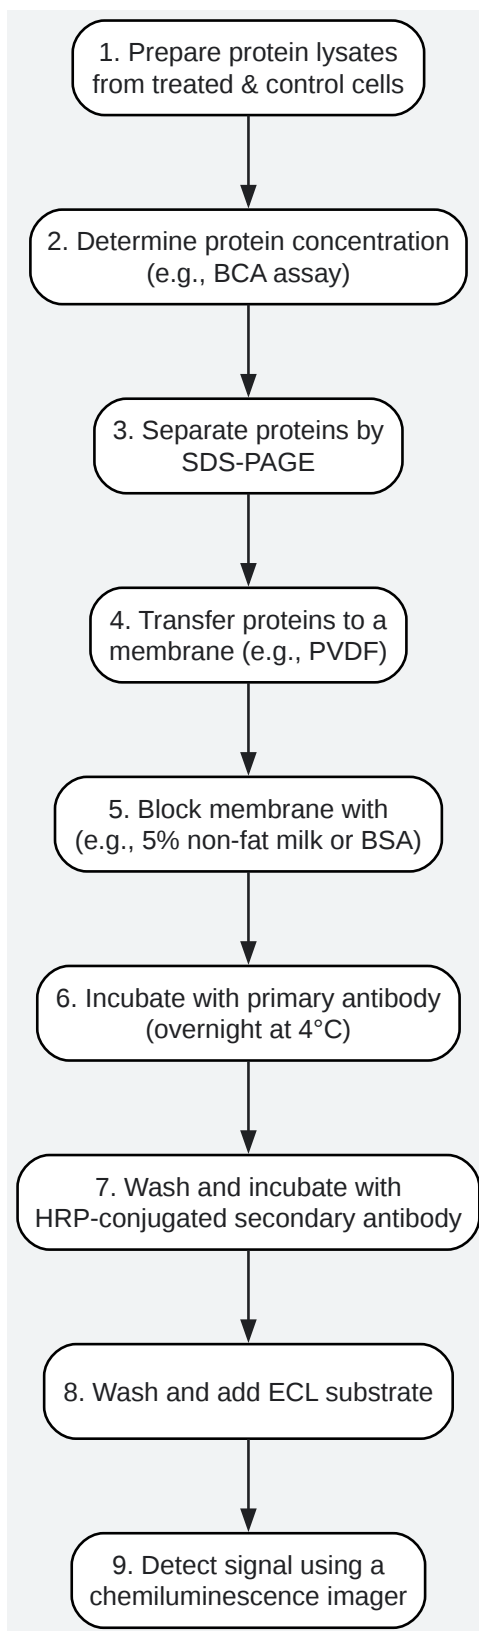 1. Prepare protein lysates
from treated & control cells
2. Determine protein concentration
(e.g., BCA assay)
3. Separate proteins by
SDS-PAGE
4. Transfer proteins to a
membrane (e.g., PVDF)
5. Block membrane with
(e.g., 5% non-fat milk or BSA)
6. Incubate with primary antibody
(overnight at 4°C)
7. Wash and incubate with
HRP-conjugated secondary antibody
8. Wash and add ECL substrate
9. Detect signal using a
chemiluminescence imager